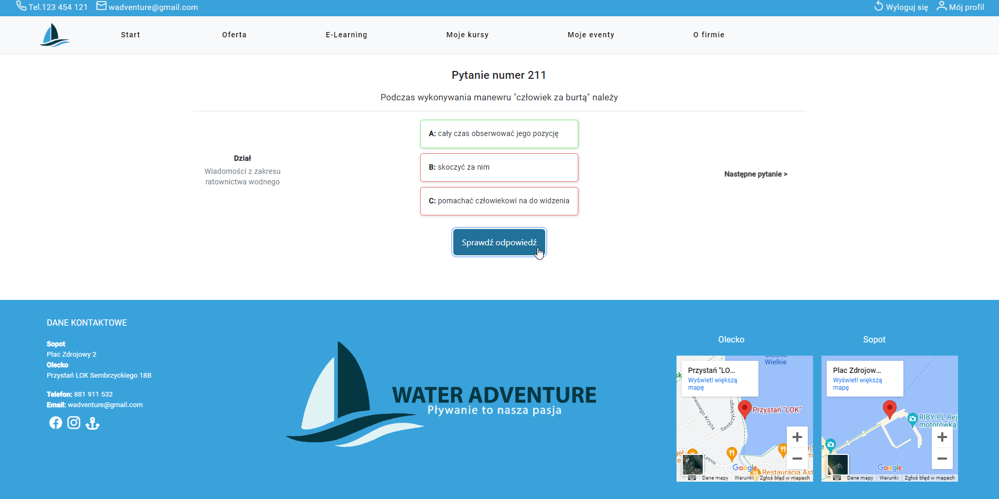 Tel.123 454 121 wadventure@gmail.com Wyloguj się Mój profil
Start Oferta E-Learning Moje kursy Moje eventy O firmie
Pytanie numer 211
Podczas wykonywania manewru "człowiek za burtą" należy
A: cały czas obserwować jego pozycję
B: skoczyć za nim
C: pomachać człowiekowi na do widzenia
Dział
Wiadomości z zakresu
ratownictwa wodnego
Następne pytanie >
Sprawdź odpowiedź
DANE KONTAKTOWE
Sopot
Plac Zdrojowy 2
Olecko
Przystań LOK Sembrzyckiego 18B
Telefon: 881 911 532
Email: wadventure@gmail.com
WATER ADVENTURE
Pływanie to nasza pasja
Olecko
Wielkie
Przystań "LO...
Wyświetl większą
mapę
Przystań "LOK"
Sembrzyckiego
Krzyża
Letnia
Restauracja Ast
Google
Dane mapy Warunki Zgłoś błąd w mapach
Sopot
Plac Zdrojow...
Wyświetl większą
mapę
RIBY.PL Rej
motorówką
Google
Dane mapy Warunki Zgłoś błąd w mapach